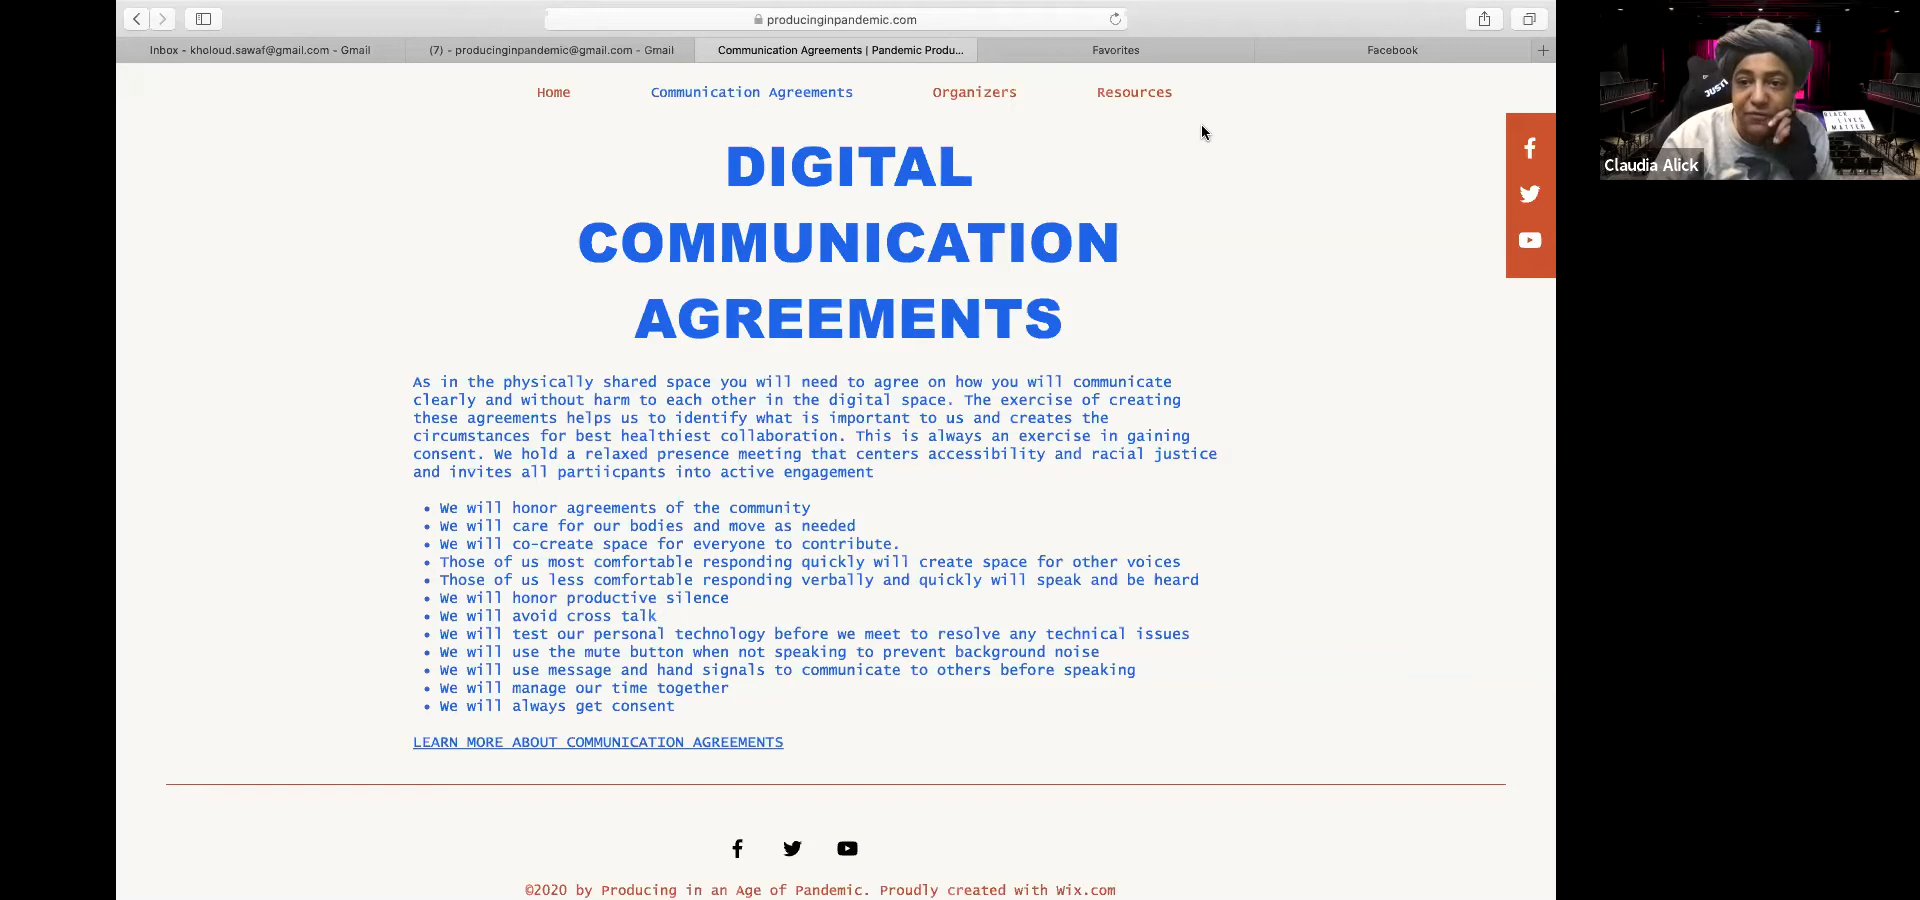 producinginpandemic.com
Inbox - kholoud.sawaf@gmail.com - Gmail
(7) - producinginpandemic@gmail.com - Gmail
Communication Agreements | Pandemic Produ...
Favorites
Facebook
Home
Communication Agreements
Organizers
Resources
DIGITAL
COMMUNICATION
AGREEMENTS
As in the physically shared space you will need to agree on how you will communicate
clearly and without harm to each other in the digital space. The exercise of creating
these agreements helps us to identify what is important to us and creates the
circumstances for best healthiest collaboration. This is always an exercise in gaining
consent. We hold a relaxed presence meeting that centers accessibility and racial justice
and invites all partiicpants into active engagement
• We will honor agreements of the community
• We will care for our bodies and move as needed
• We will co-create space for everyone to contribute.
• Those of us most comfortable responding quickly will create space for other voices
• Those of us less comfortable responding verbally and quickly will speak and be heard
• We will honor productive silence
• We will avoid cross talk
• We will test our personal technology before we meet to resolve any technical issues
• We will use the mute button when not speaking to prevent background noise
• We will use message and hand signals to communicate to others before speaking
• We will manage our time together
• We will always get consent
LEARN MORE ABOUT COMMUNICATION AGREEMENTS
©2020 by Producing in an Age of Pandemic. Proudly created with Wix.com
JUSTI
BLACK
LIVES
MATTER
Claudia Alick